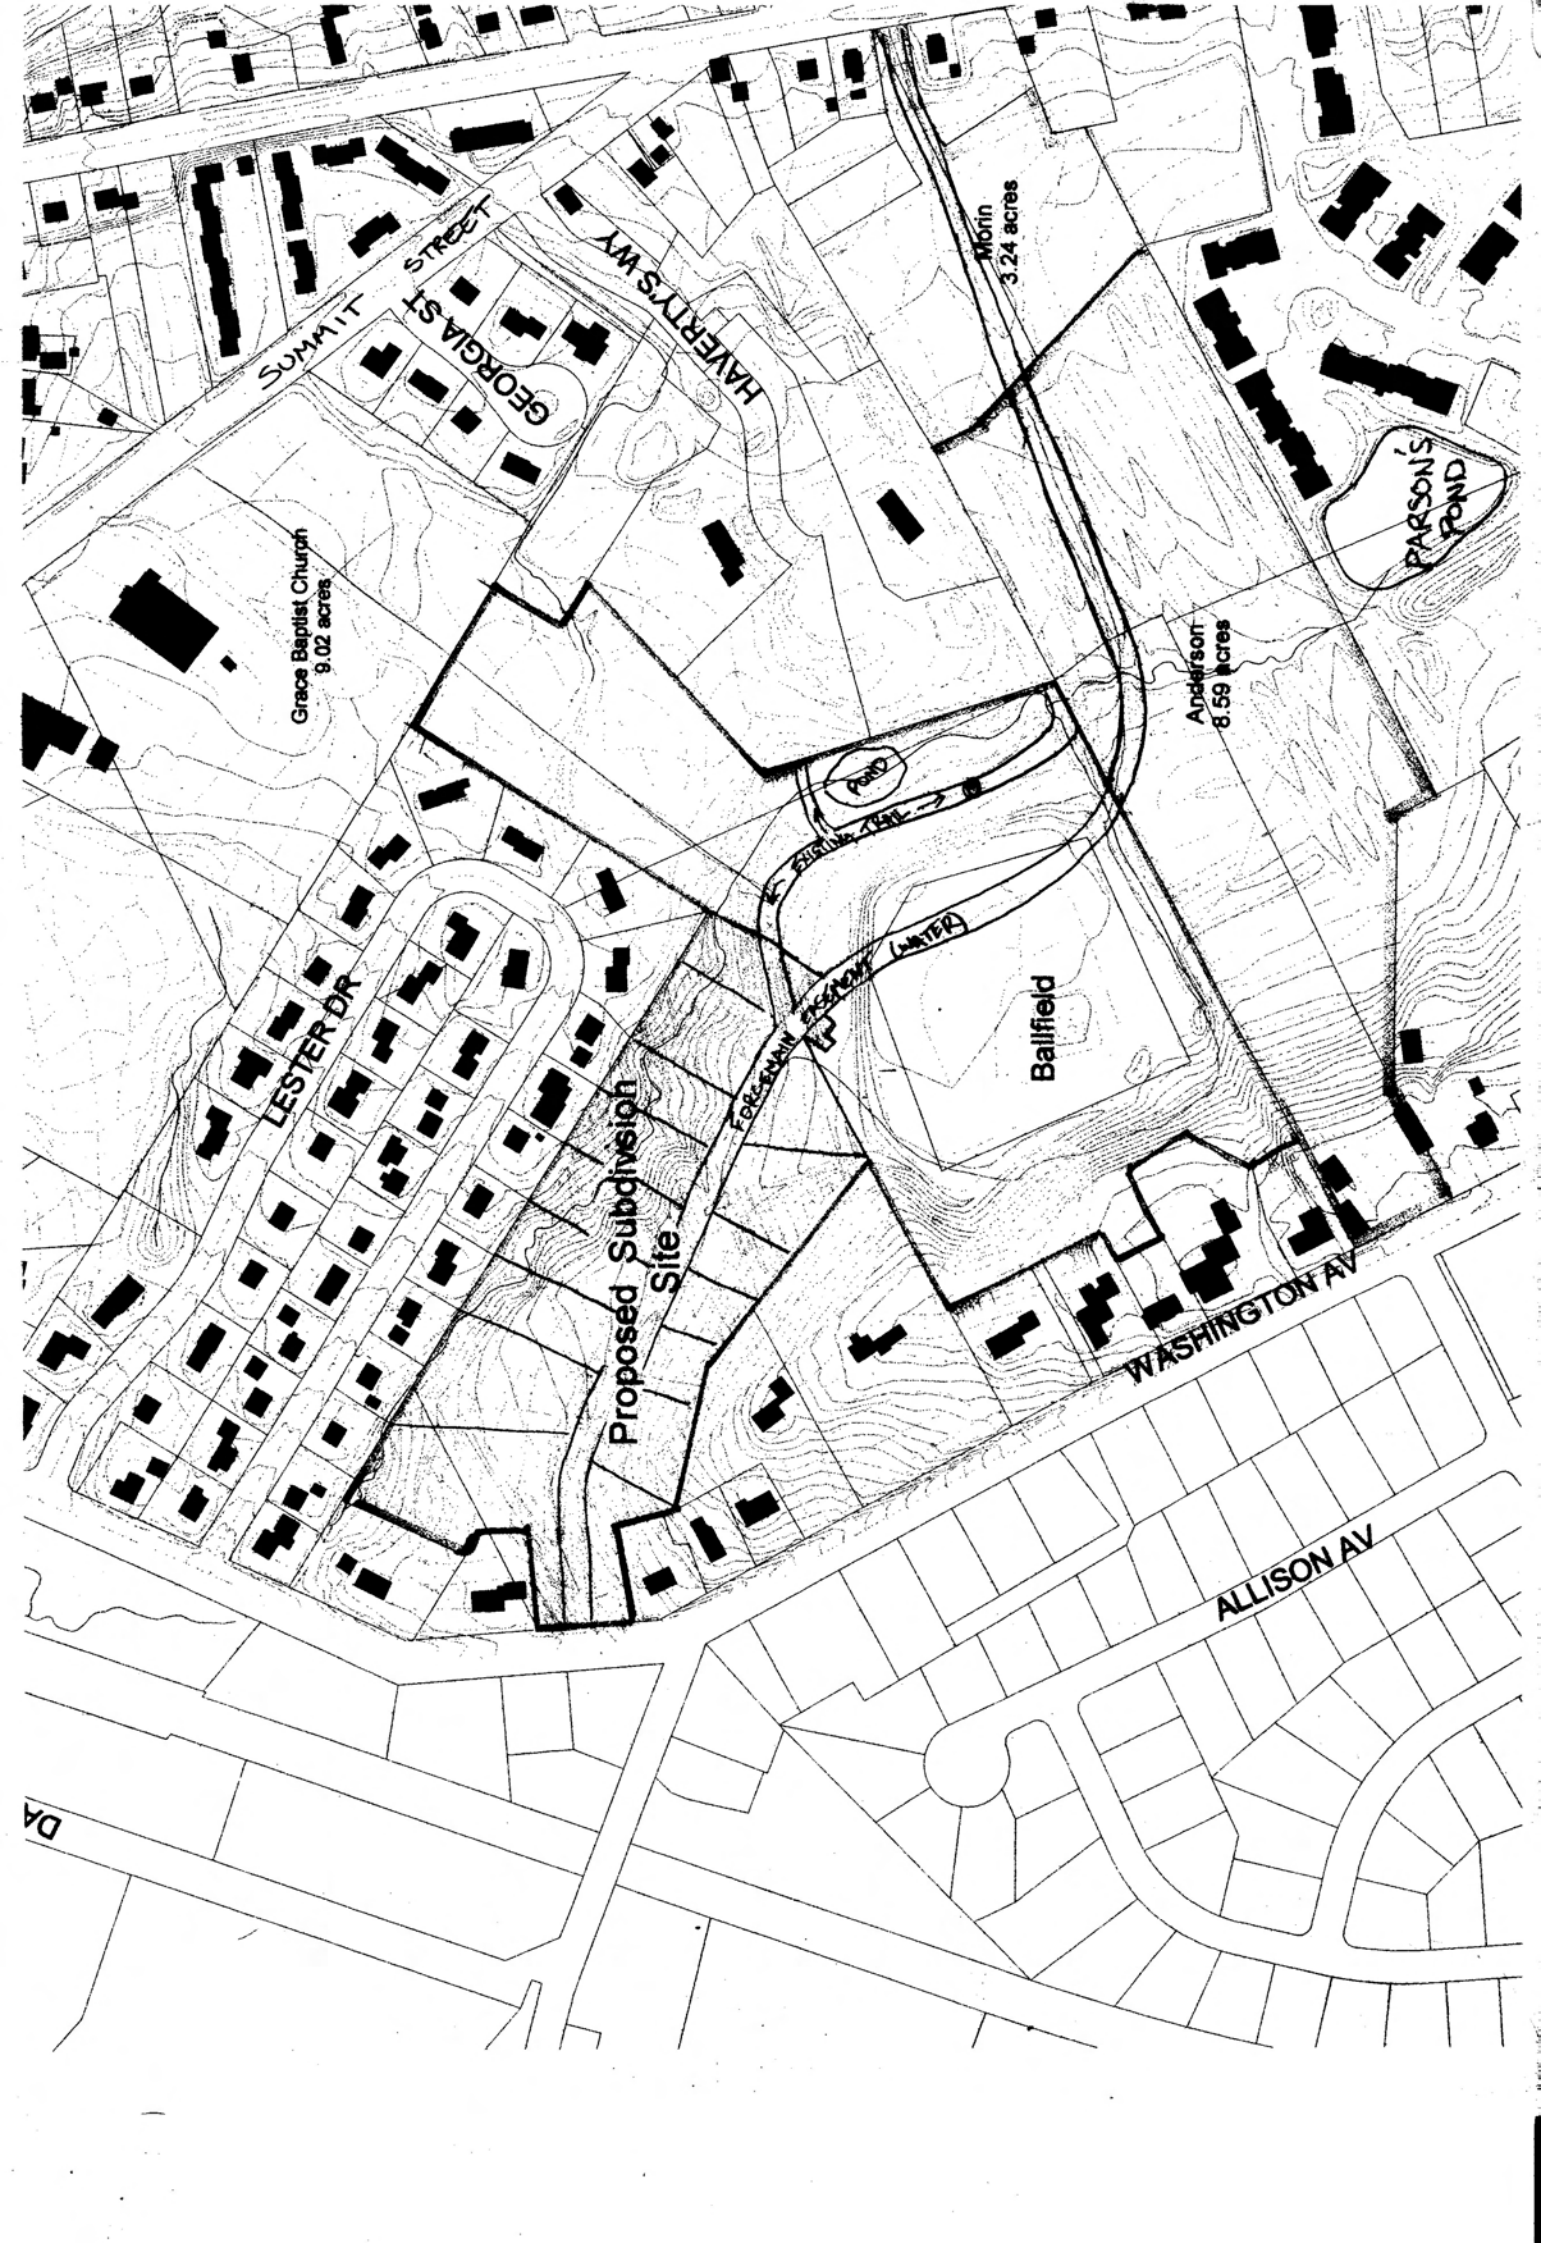 SUMMIT STREET
GEORGIA ST
HAVERTY'S WY
Morin
3.24 acres
PARSON'S
POND
Grace Baptist Church
9.02 acres
Anderson
8.59 acres
POND
EXISTING TRAIL
LESTER DR
FORCEMAIN EASEMENT (WATER)
Ballfield
Proposed Subdivision
Site
WASHINGTON AV
ALLISON AV
DA